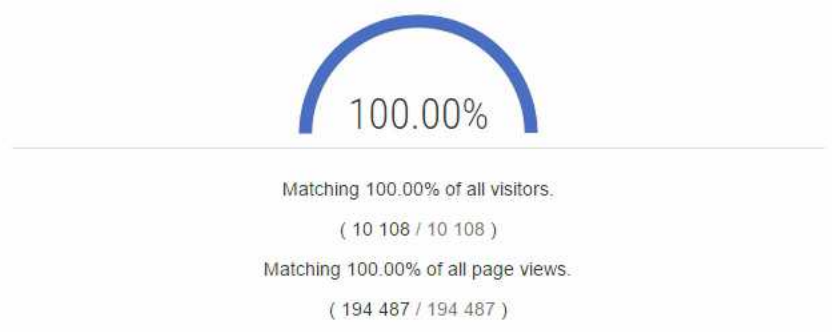 100.00%
Matching 100.00% of all visitors.
( 10 108 / 10 108 )
Matching 100.00% of all page views.
( 194 487 / 194 487 )